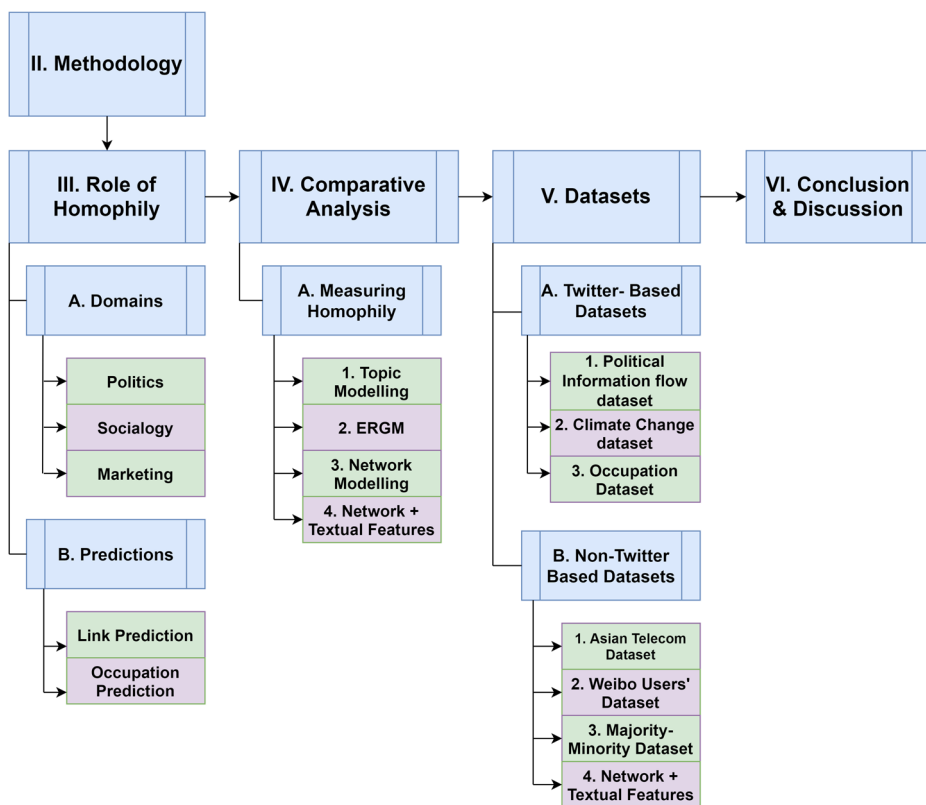 II. Methodology
III. Role of
Homophily
A. Domains
Politics
Socialogy
Marketing
B. Predictions
Link Prediction
Occupation
Prediction
IV. Comparative
Analysis
A. Measuring
Homophily
1. Topic
Modelling
2. ERGM
3. Network
Modelling
4. Network +
Textual Features
V. Datasets
A. Twitter- Based
Datasets
1. Political
Information flow
dataset
2. Climate Change
dataset
3. Occupation
Dataset
B. Non-Twitter
Based Datasets
1. Asian Telecom
Dataset
2. Weibo Users'
Dataset
3. Majority-
Minority Dataset
4. Network +
Textual Features
VI. Conclusion
& Discussion